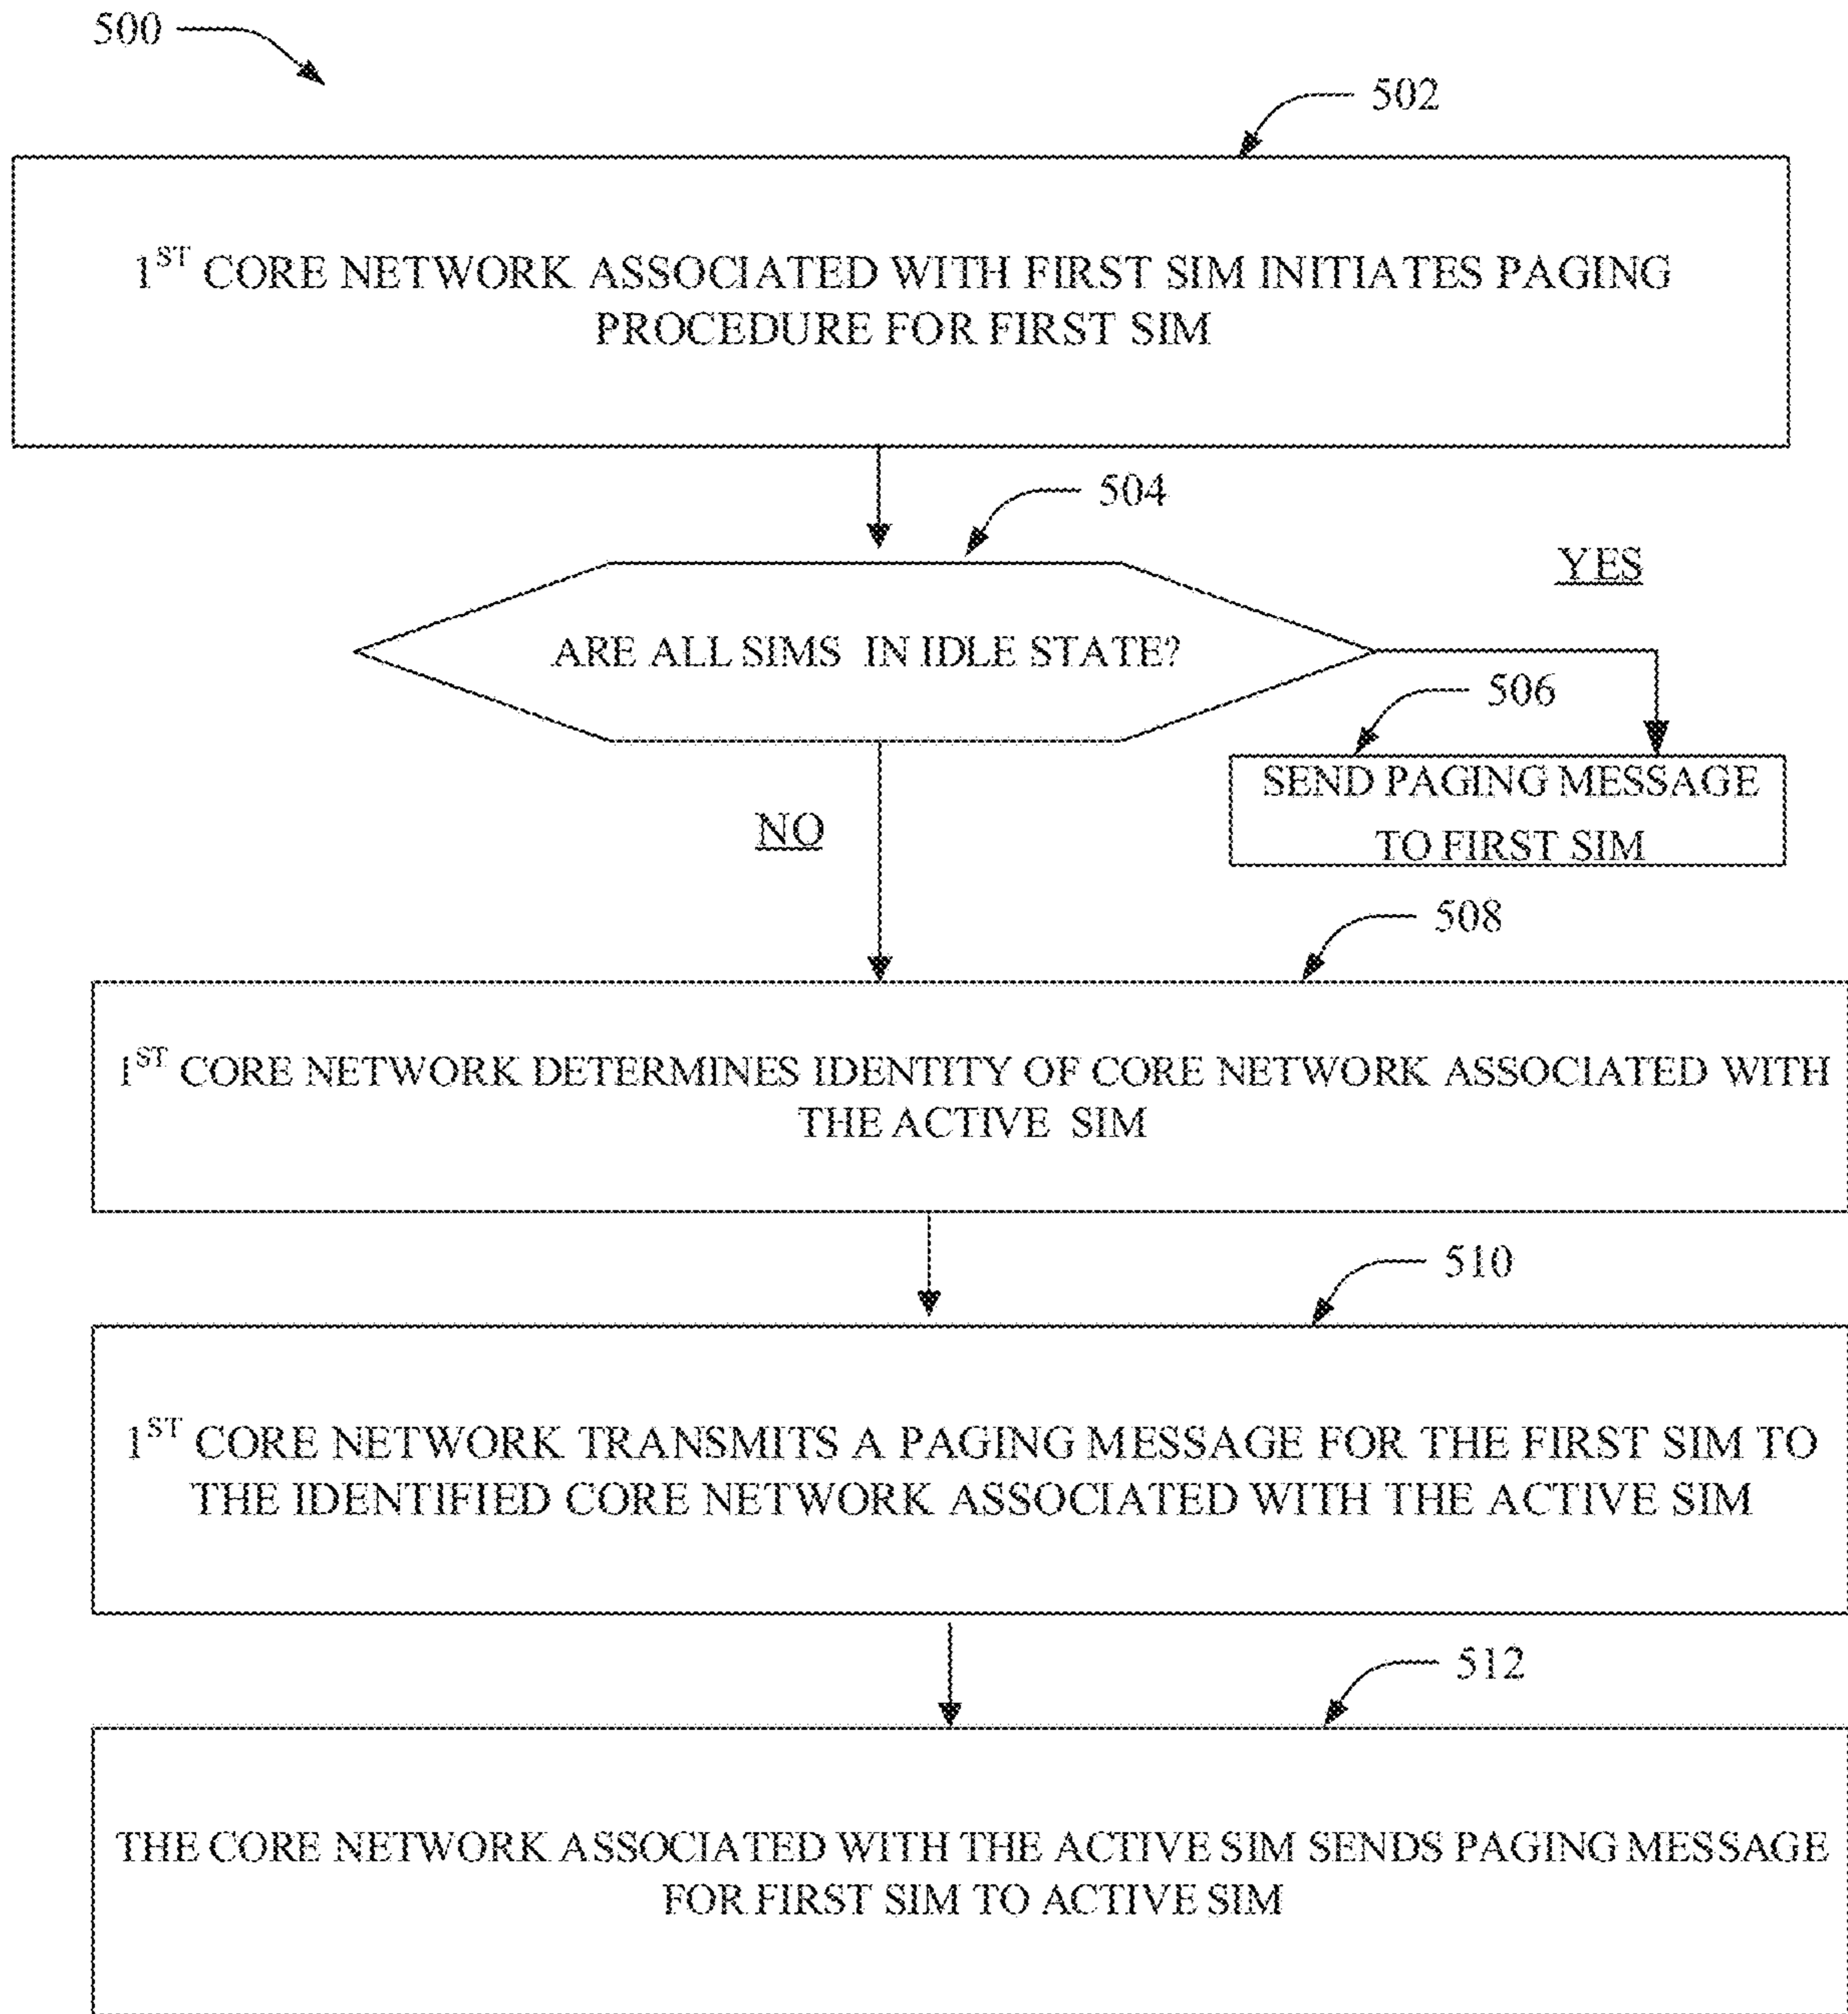 500
502
1ST CORE NETWORK ASSOCIATED WITH FIRST SIM INITIATES PAGING
PROCEDURE FOR FIRST SIM
504
YES
ARE ALL SIMS IN IDLE STATE?
506
SEND PAGING MESSAGE
TO FIRST SIM
NO
508
1ST CORE NETWORK DETERMINES IDENTITY OF CORE NETWORK ASSOCIATED WITH
THE ACTIVE SIM
510
1ST CORE NETWORK TRANSMITS A PAGING MESSAGE FOR THE FIRST SIM TO
THE IDENTIFIED CORE NETWORK ASSOCIATED WITH THE ACTIVE SIM
512
THE CORE NETWORK ASSOCIATED WITH THE ACTIVE SIM SENDS PAGING MESSAGE
FOR FIRST SIM TO ACTIVE SIM